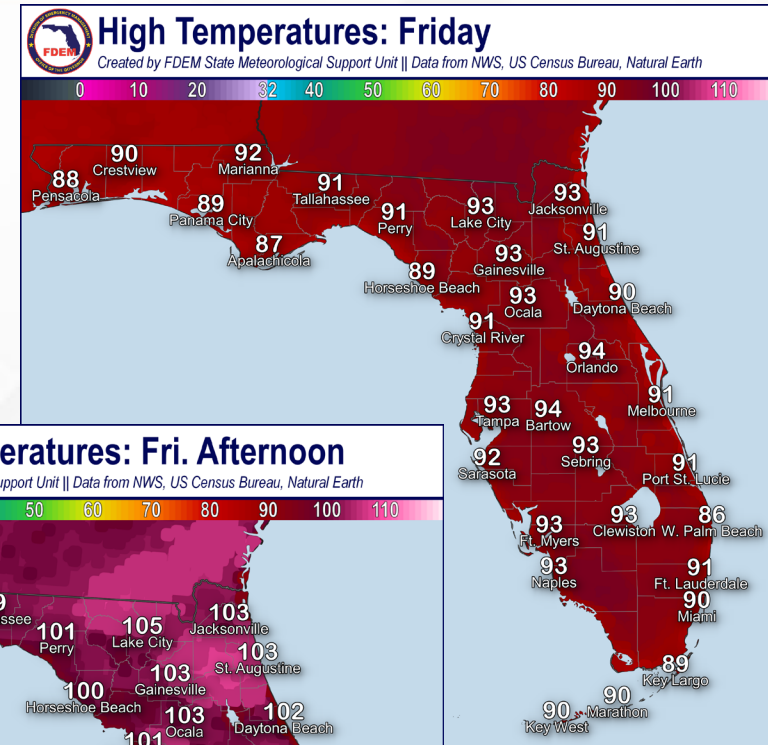 High Temperatures: Friday
Created by FDEM State Meteorological Support Unit || Data from NWS, US Census Bureau, Natural Earth
FDEM
0 10 20 32 40 50 60 70 80 90 100 110
90
Crestview
92
Marianna
88
Pensacola
91
Tallahassee
89
Panama City
91
Perry
93
Lake City
93
Jacksonville
91
St. Augustine
87
Apalachicola
93
Gainesville
89
Horseshoe Beach
93
Ocala
90
Daytona Beach
91
Crystal River
94
Orlando
91
Melbourne
93
Tampa
94
Bartow
93
Sebring
92
Sarasota
91
Port St. Lucie
93
Ft. Myers
93
Clewiston
86
W. Palm Beach
93
Naples
91
Ft. Lauderdale
90
Miami
89
Key Largo
90
Marathon
90
Key West
eratures: Fri. Afternoon
upport Unit || Data from NWS, US Census Bureau, Natural Earth
50 60 70 80 90 100 110
9
ssee
101
Perry
105
Lake City
103
Jacksonville
103
St. Augustine
103
Gainesville
100
Horseshoe Beach
103
Ocala
102
Daytona Beach
101